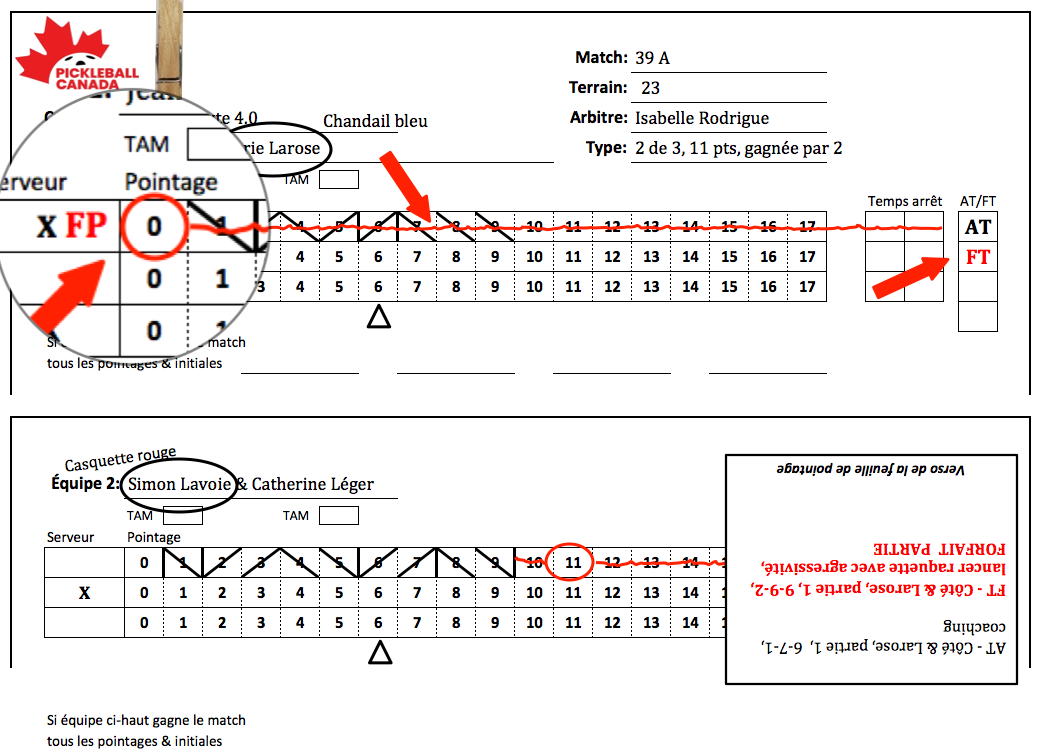 PICKLEBALL
CANADA
Match: 39 A
Terrain: 23
te 4.0
Chandail bleu
Arbitre: Isabelle Rodrigue
rie Larose
Type: 2 de 3, 11 pts, gagnée par 2
TAM
TAM
erveur Pointage
Temps arrêt AT/FT
X FP 0 1 4 5 6 7 8 9 10 11 12 13 14 15 16 17 AT
0 1 4 5 6 7 8 9 10 11 12 13 14 15 16 17 FT
0 3 4 5 6 7 8 9 10 11 12 13 14 15 16 17
match
tous les pointages & initiales
Casquette rouge
Équipe 2: Simon Lavoie & Catherine Léger
TAM TAM
Serveur Pointage
0 1 2 3 4 5 6 7 8 9 10 11 12 13 14
X 0 1 2 3 4 5 6 7 8 9 10 11 12 13 14
0 1 2 3 4 5 6 7 8 9 10 11 12 13 14
AT - Côté & Larose, partie 1, 6-7-1,
coaching
FT - Côté & Larose, partie 1, 9-9-2,
lancer raquette avec agressivité,
FORFAIT PARTIE
Verso de la feuille de pointage
Si équipe ci-haut gagne le match
tous les pointages & initiales